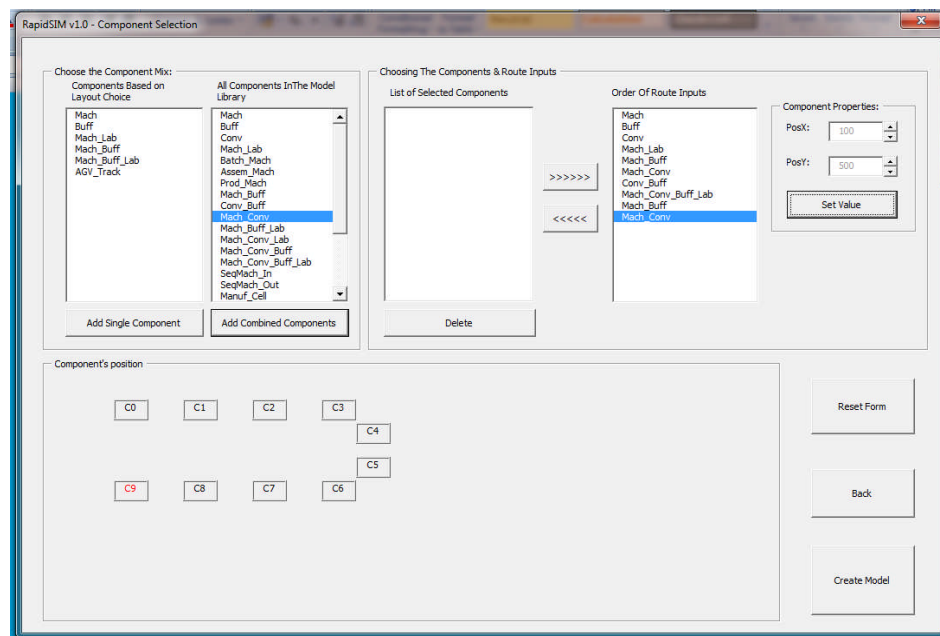 RapidSIM v1.0 - Component Selection
Choose the Component Mix:
Components Based on
Layout Choice
Mach
Buff
Mach_Lab
Mach_Buff
Mach_Buff_Lab
AGV_Track
Add Single Component
All Components InThe Model
Library
Mach
Buff
Conv
Mach_Lab
Batch_Mach
Assem_Mach
Prod_Mach
Mach_Buff
Conv_Buff
Mach_Conv
Mach_Buff_Lab
Mach_Conv_Lab
Mach_Conv_Buff
Mach_Conv_Buff_Lab
SeqMach_In
SeqMach_Out
Manuf_Cell
Add Combined Components
Choosing The Components & Route Inputs
List of Selected Components
Delete
>>>>>>
<<<<<
Order Of Route Inputs
Mach
Buff
Conv
Mach_Lab
Mach_Buff
Mach_Conv
Conv_Buff
Mach_Conv_Buff_Lab
Mach_Buff
Mach_Conv
Component Properties:
PosX: 100
PosY: 500
Set Value
Component's position
C0 C1 C2 C3
C4
C5
C9 C8 C7 C6
Reset Form
Back
Create Model